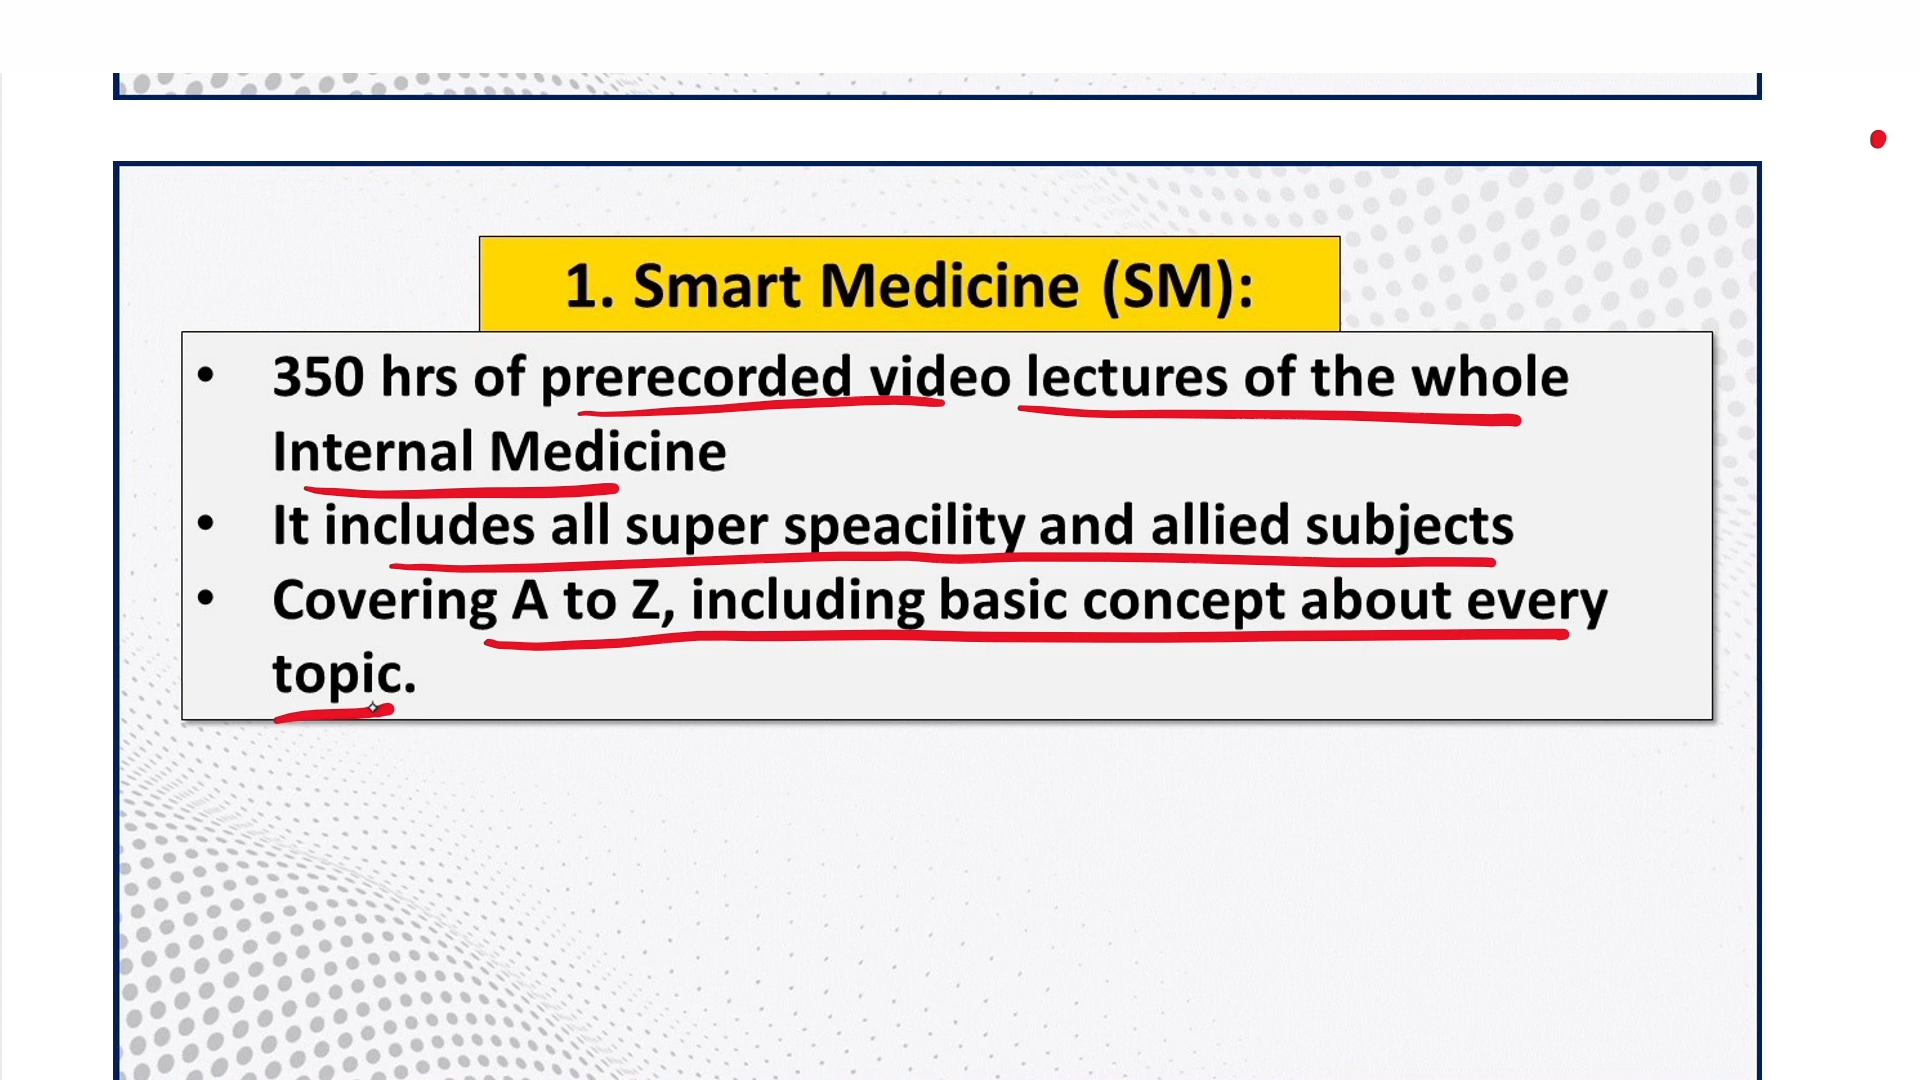 1. Smart Medicine (SM):
• 350 hrs of prerecorded video lectures of the whole
Internal Medicine
• It includes all super speacility and allied subjects
• Covering A to Z, including basic concept about every
topic.